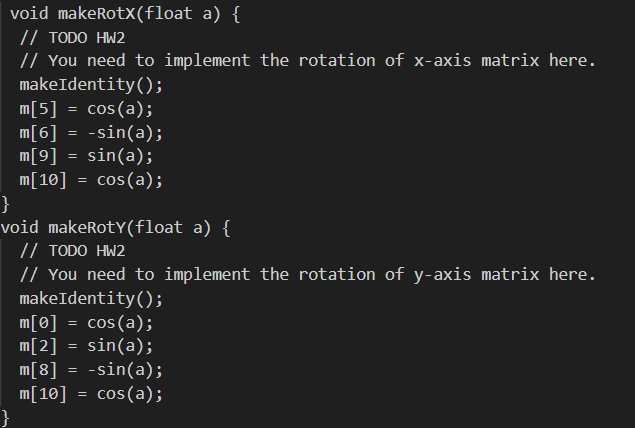 void makeRotX(float a) {
// TODO HW2
// You need to implement the rotation of x-axis matrix here.
makeIdentity();
m[5] = cos(a);
m[6] = -sin(a);
m[9] = sin(a);
m[10] = cos(a);
}
void makeRotY(float a) {
// TODO HW2
// You need to implement the rotation of y-axis matrix here.
makeIdentity();
m[0] = cos(a);
m[2] = sin(a);
m[8] = -sin(a);
m[10] = cos(a);
}